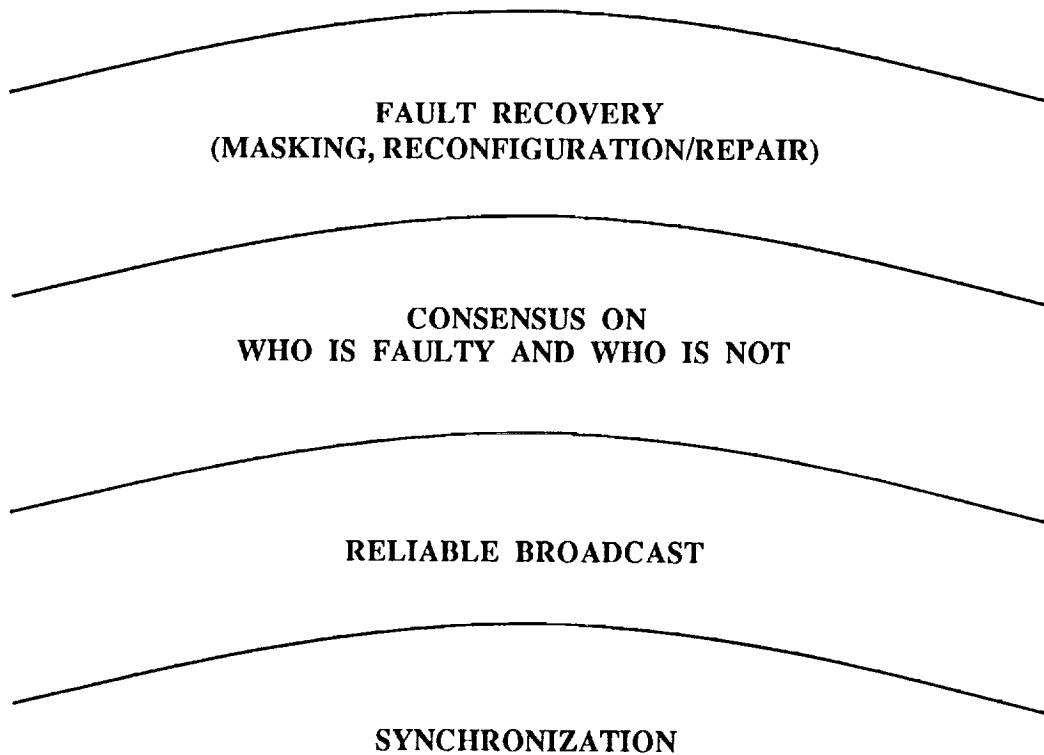 FAULT RECOVERY
(MASKING, RECONFIGURATION/REPAIR)
CONSENSUS ON
WHO IS FAULTY AND WHO IS NOT
RELIABLE BROADCAST
SYNCHRONIZATION